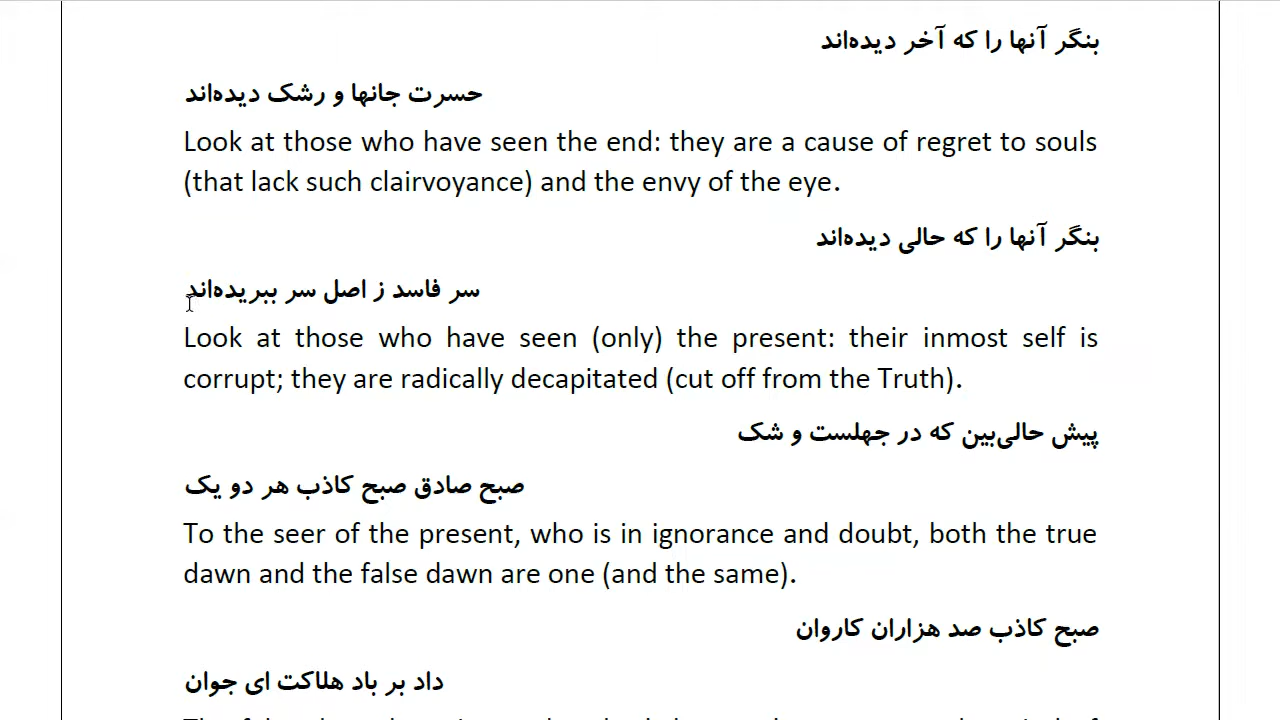 بنگر آنها را که آخر دیده‌اند
حسرت جانها و رشک دیده‌اند
Look at those who have seen the end: they are a cause of regret to souls
(that lack such clairvoyance) and the envy of the eye.
بنگر آنها را که حالی دیده‌اند
سر فاسد ز اصل سر ببریده‌اند
Look at those who have seen (only) the present: their inmost self is
corrupt; they are radically decapitated (cut off from the Truth).
پیش حالی‌بین که در جهلست و شک
صبح صادق صبح کاذب هر دو یک
To the seer of the present, who is in ignorance and doubt, both the true
dawn and the false dawn are one (and the same).
صبح کاذب صد هزاران کاروان
داد بر باد هلاکت ای جوان